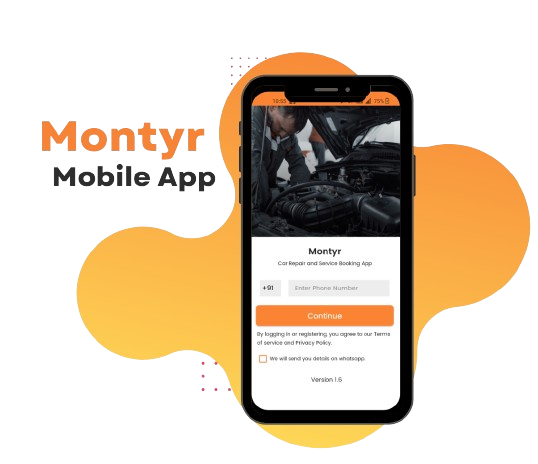 Montyr
Mobile App
75%
Montyr
Car Repair and Service Booking App
+91 Enter Phone Number
Continue
By logging in or registering, you agree to our Terms
of service and Privacy Policy.
We will send you details on whatsapp.
Version 1.6